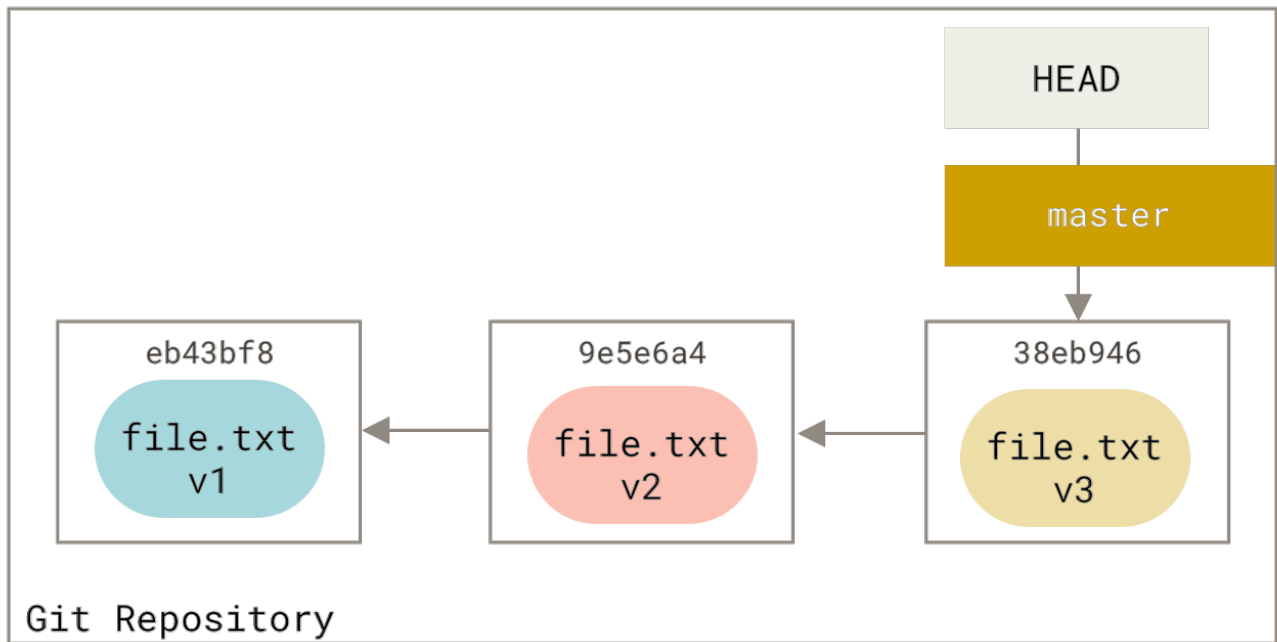 HEAD
master
eb43bf8
file.txt
v1
9e5e6a4
file.txt
v2
38eb946
file.txt
v3
Git Repository